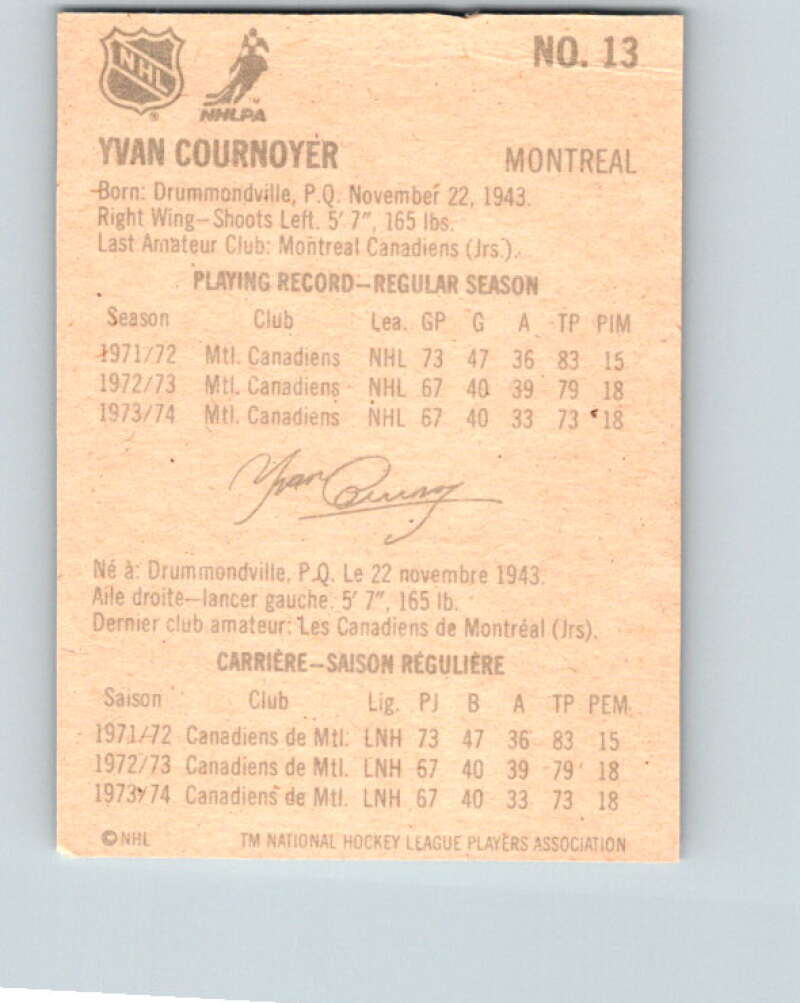 NHL
®
NHLPA
TM
NO. 13
YVAN COURNOYER MONTREAL
Born: Drummondville, P.Q. November 22, 1943.
Right Wing—Shoots Left. 5' 7", 165 lbs.
Last Amateur Club: Montreal Canadiens (Jrs.).
PLAYING RECORD—REGULAR SEASON
Season Club Lea. GP G A TP PIM
1971/72 Mtl. Canadiens NHL 73 47 36 83 15
1972/73 Mtl. Canadiens NHL 67 40 39 79 18
1973/74 Mtl. Canadiens NHL 67 40 33 73 18
Yvan Cournoyer
Né à: Drummondville, P.Q. Le 22 novembre 1943.
Aile droite—lancer gauche. 5' 7", 165 lb.
Dernier club amateur: Les Canadiens de Montréal (Jrs).
CARRIÈRE—SAISON RÉGULIÈRE
Saison Club Lig. PJ B A TP PEM
1971/72 Canadiens de Mtl. LNH 73 47 36 83 15
1972/73 Canadiens de Mtl. LNH 67 40 39 79 18
1973/74 Canadiens de Mtl. LNH 67 40 33 73 18
© NHL TM NATIONAL HOCKEY LEAGUE PLAYERS ASSOCIATION